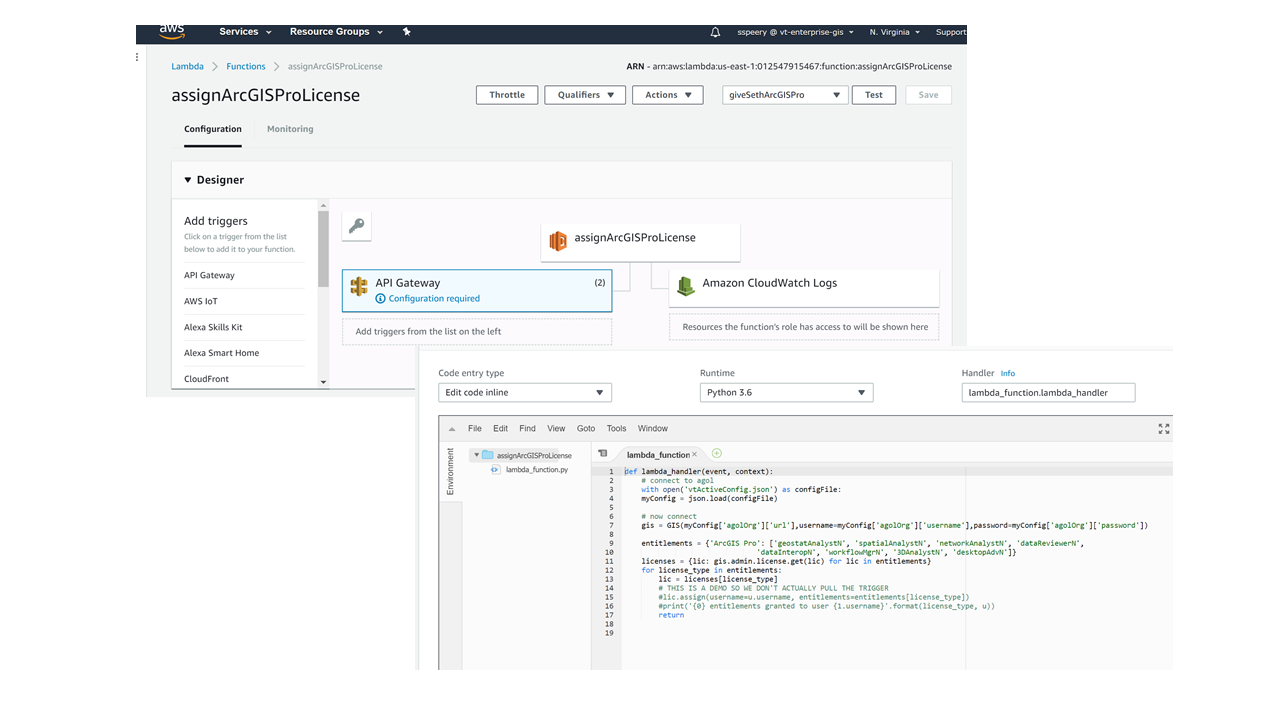 aws Services Resource Groups sspeery @ vt-enterprise-gis N. Virginia Support
Lambda Functions assignArcGISProLicense ARN - arn:aws:lambda:us-east-1:012547915467:function:assignArcGISProLicense
assignArcGISProLicense Throttle Qualifiers Actions giveSethArcGISPro Test Save
Configuration Monitoring
Designer
Add triggers
Click on a trigger from the list
below to add it to your function.
API Gateway
AWS IoT
Alexa Skills Kit
Alexa Smart Home
CloudFront
assignArcGISProLicense
API Gateway (2)
Configuration required
Add triggers from the list on the left
Amazon CloudWatch Logs
Resources the function's role has access to will be shown here
Code entry type Runtime Handler Info
Edit code inline Python 3.6 lambda_function.lambda_handler
File Edit Find View Goto Tools Window
Environment
assignArcGISProLicense
lambda_function.py
lambda_function ×
1 def lambda_handler(event, context):
2 # connect to agol
3 with open('vtActiveConfig.json') as configFile:
4 myConfig = json.load(configFile)
5
6 # now connect
7 gis = GIS(myConfig['agolOrg']['url'],username=myConfig['agolOrg']['username'],password=myConfig['agolOrg']['password'])
8
9 entitlements = {'ArcGIS Pro': ['geostatAnalystN', 'spatialAnalystN', 'networkAnalystN', 'dataReviewerN',
10 'dataInteropN', 'workflowMgrN', '3DAnalystN', 'desktopAdvN']}
11 licenses = {lic: gis.admin.license.get(lic) for lic in entitlements}
12 for license_type in entitlements:
13 lic = licenses[license_type]
14 # THIS IS A DEMO SO WE DON'T ACTUALLY PULL THE TRIGGER
15 #lic.assign(username=u.username, entitlements=entitlements[license_type])
16 #print('{0} entitlements granted to user {1.username}'.format(license_type, u))
17 return
18
19